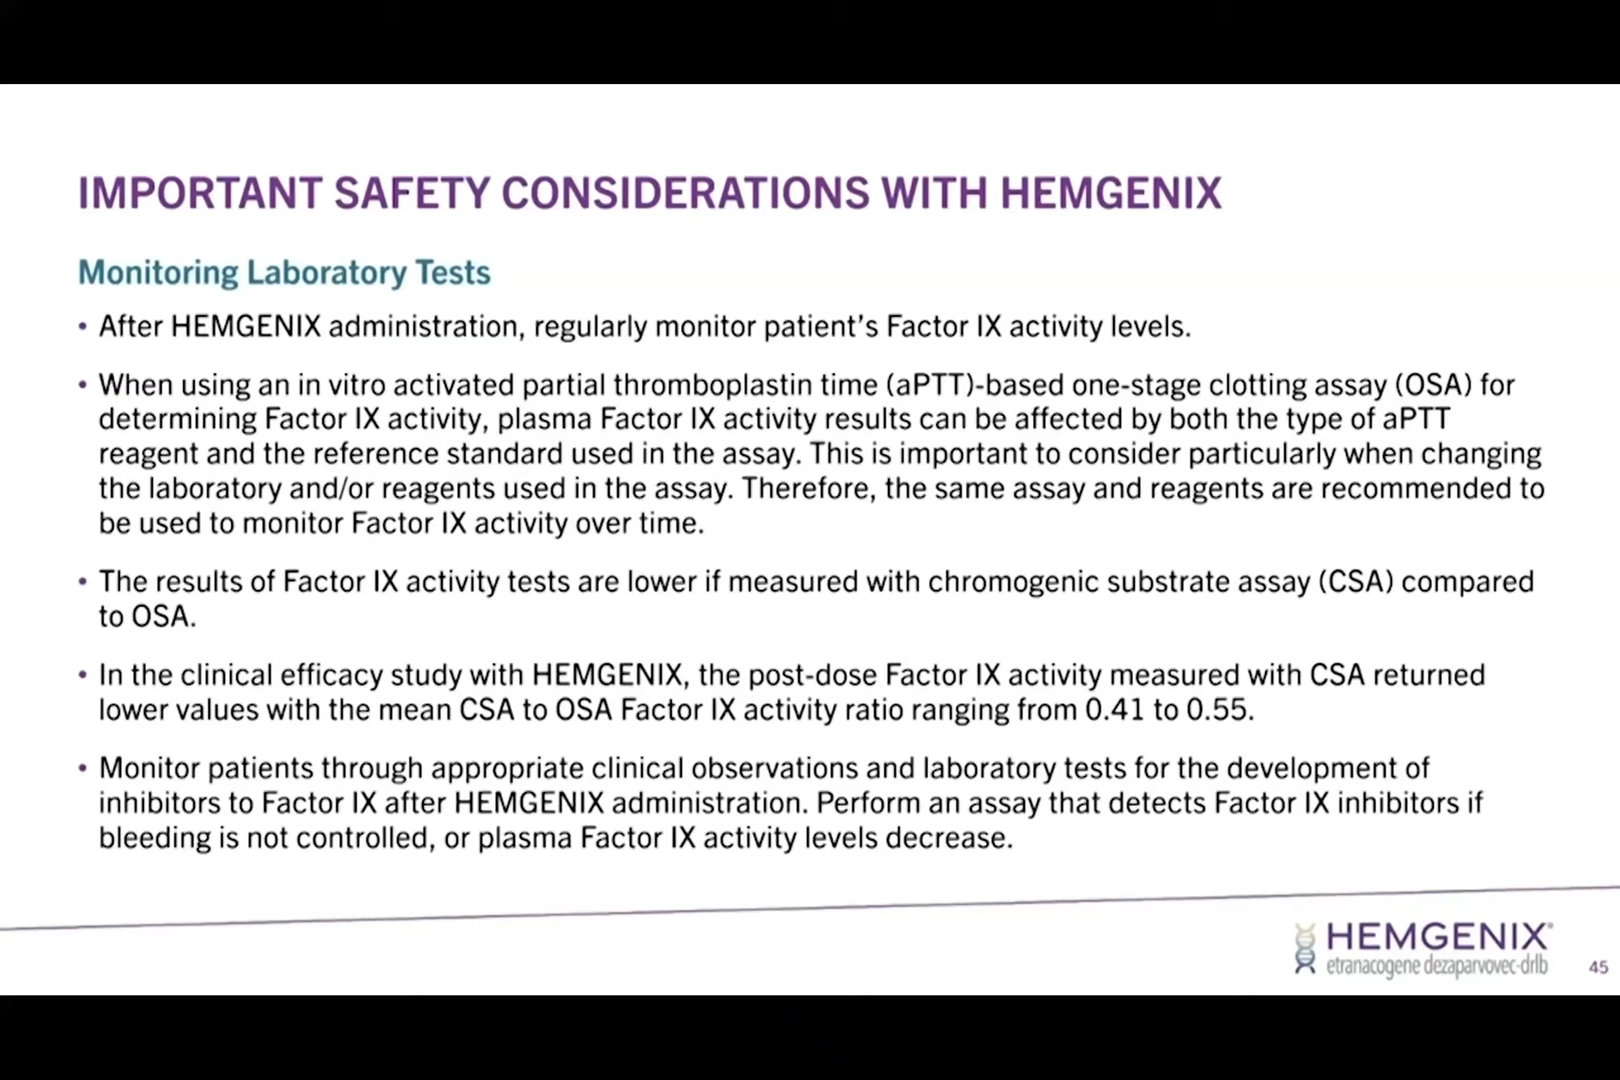 IMPORTANT SAFETY CONSIDERATIONS WITH HEMGENIX
Monitoring Laboratory Tests
• After HEMGENIX administration, regularly monitor patient’s Factor IX activity levels.
• When using an in vitro activated partial thromboplastin time (aPTT)-based one-stage clotting assay (OSA) for
determining Factor IX activity, plasma Factor IX activity results can be affected by both the type of aPTT
reagent and the reference standard used in the assay. This is important to consider particularly when changing
the laboratory and/or reagents used in the assay. Therefore, the same assay and reagents are recommended to
be used to monitor Factor IX activity over time.
• The results of Factor IX activity tests are lower if measured with chromogenic substrate assay (CSA) compared
to OSA.
• In the clinical efficacy study with HEMGENIX, the post-dose Factor IX activity measured with CSA returned
lower values with the mean CSA to OSA Factor IX activity ratio ranging from 0.41 to 0.55.
• Monitor patients through appropriate clinical observations and laboratory tests for the development of
inhibitors to Factor IX after HEMGENIX administration. Perform an assay that detects Factor IX inhibitors if
bleeding is not controlled, or plasma Factor IX activity levels decrease.
HEMGENIX®
etranacogene dezaparvovec-drlb
45